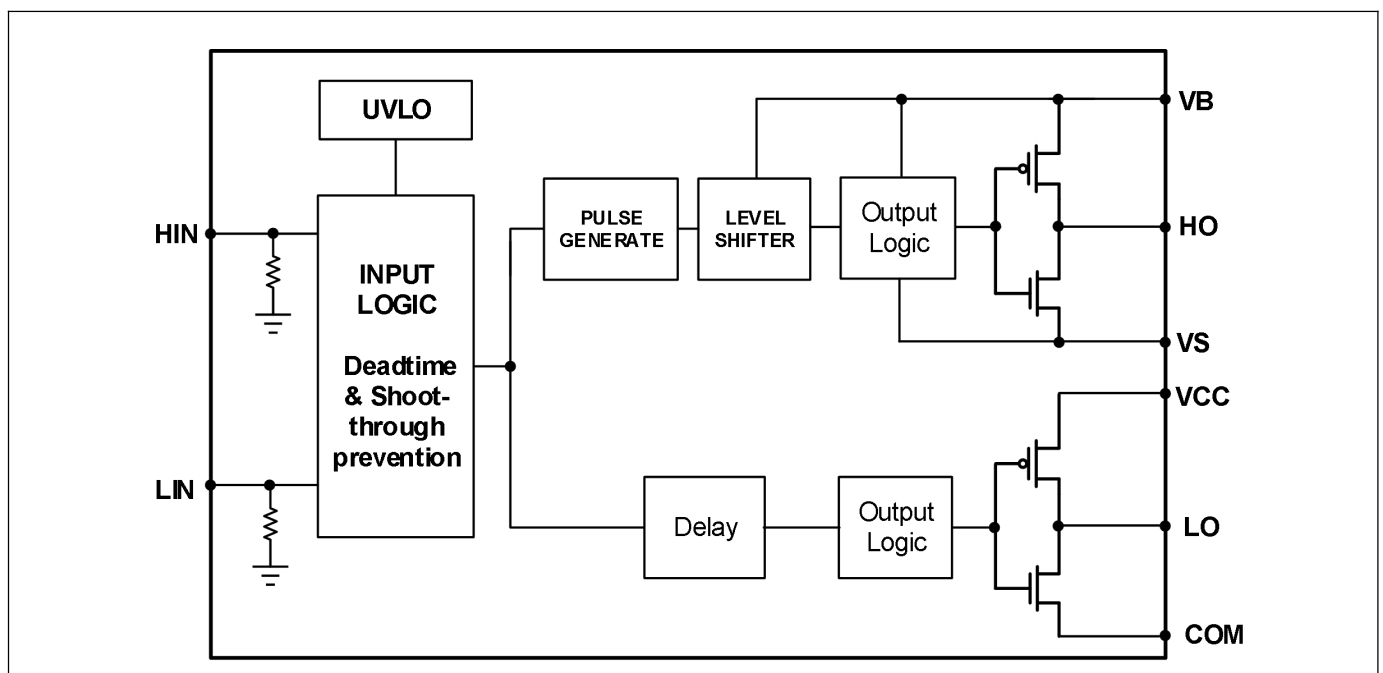 UVLO
VB
HIN
PULSE
GENERATE
LEVEL
SHIFTER
Output
Logic
HO
INPUT
LOGIC
Deadtime
& Shoot-
through
prevention
VS
VCC
LIN
Delay
Output
Logic
LO
COM